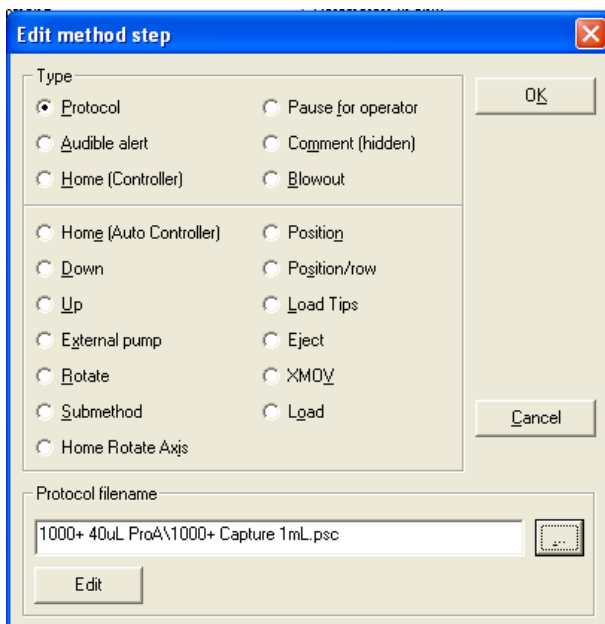 Edit method step
Type
Protocol
Pause for operator
OK
Audible alert
Comment (hidden)
Home (Controller)
Blowout
Home (Auto Controller)
Position
Down
Position/row
Up
Load Tips
External pump
Eject
Rotate
XMOV
Submethod
Load
Cancel
Home Rotate Axis
Protocol filename
1000+ 40uL ProA\1000+ Capture 1mL.psc
...
Edit